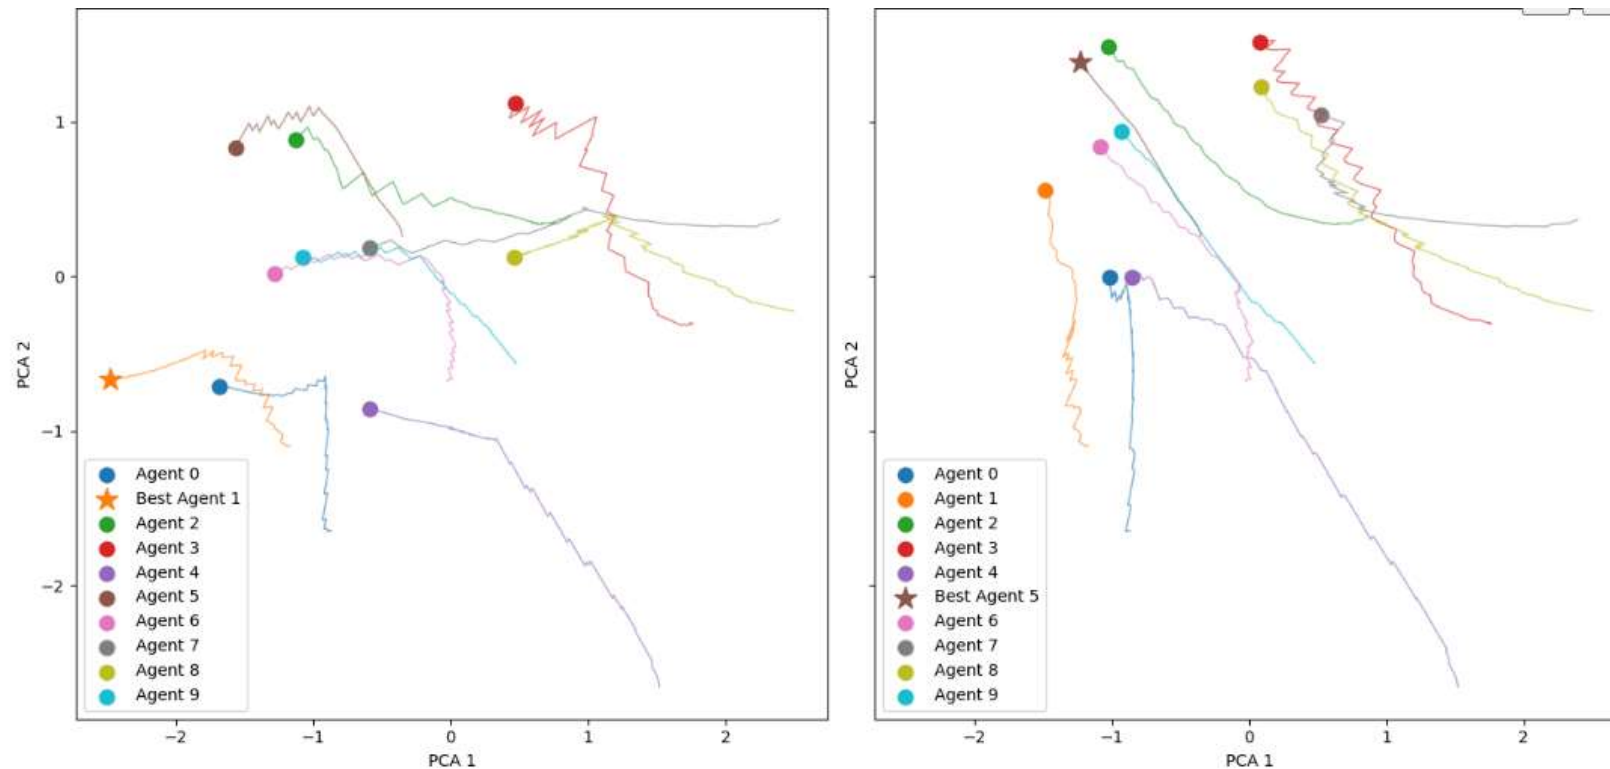 1
0
−1
−2
PCA 2
Agent 0
Best Agent 1
Agent 2
Agent 3
Agent 4
Agent 5
Agent 6
Agent 7
Agent 8
Agent 9
−2 −1 0 1 2
PCA 1
PCA 2
Agent 0
Agent 1
Agent 2
Agent 3
Agent 4
Best Agent 5
Agent 6
Agent 7
Agent 8
Agent 9
−2 −1 0 1 2
PCA 1